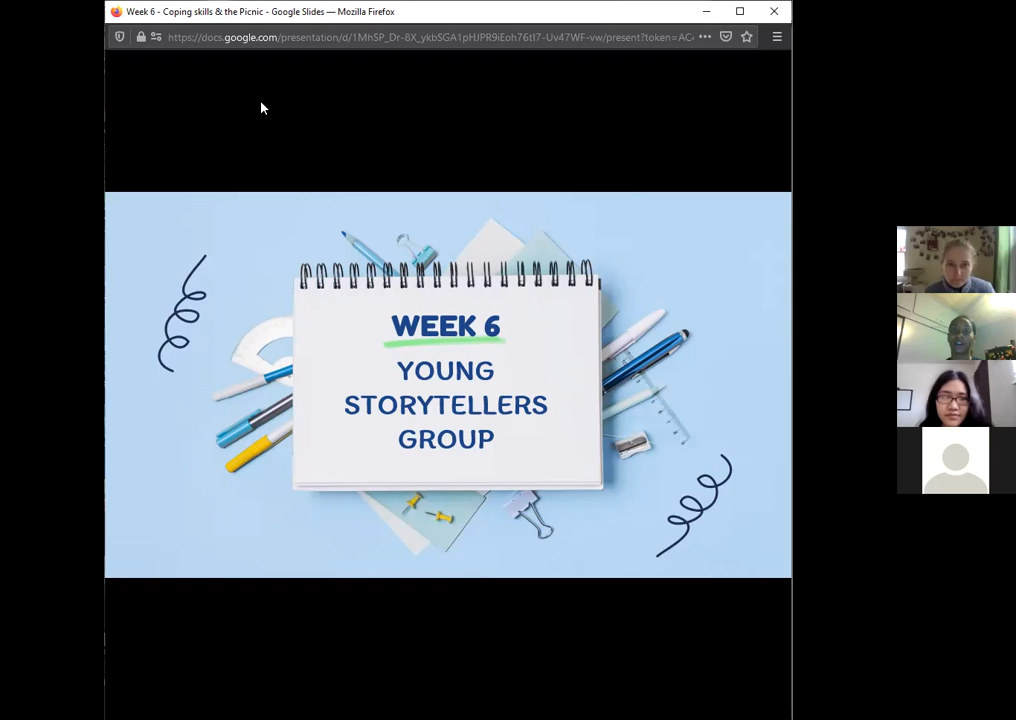 Week 6 - Coping skills & the Picnic - Google Slides — Mozilla Firefox
https://docs.google.com/presentation/d/1MhSP_Dr-8X_ykbSGA1pHJPR9iEoh76tI7-Uv47WF-vw/present?token=AC
WEEK 6
YOUNG
STORYTELLERS
GROUP